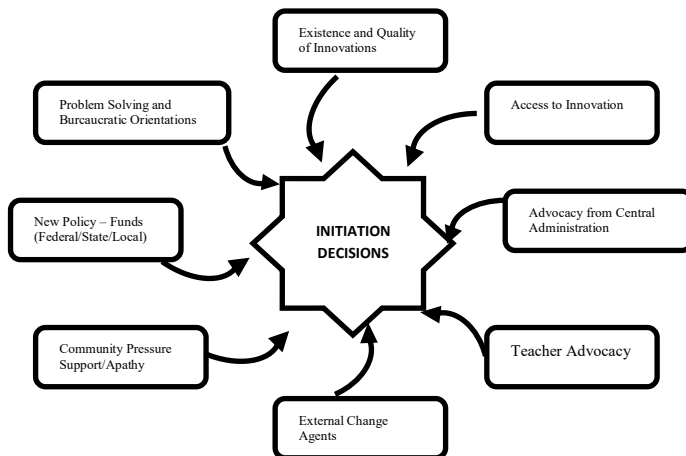 Existence and Quality
of Innovations
Problem Solving and
Burcaucratic Orientations
Access to Innovation
New Policy – Funds
(Federal/State/Local)
INITIATION
DECISIONS
Advocacy from Central
Administration
Community Pressure
Support/Apathy
Teacher Advocacy
External Change
Agents